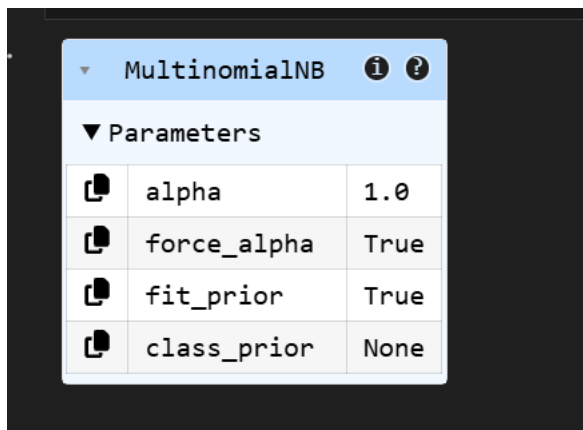 MultinomialNB
Parameters
alpha 1.0
force_alpha True
fit_prior True
class_prior None